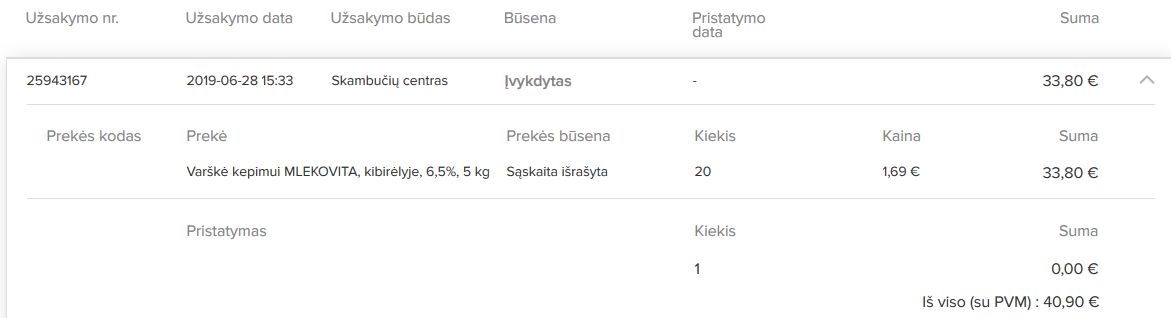 Užsakymo nr. Užsakymo data Užsakymo būdas Būsena Pristatymo data Suma
25943167 2019-06-28 15:33 Skambučių centras Įvykdytas - 33,80 €
Prekės kodas Prekė Prekės būsena Kiekis Kaina Suma
Varškė kepimui MLEKOVITA, kibirėlyje, 6,5%, 5 kg Sąskaita išrašyta 20 1,69 € 33,80 €
Pristatymas Kiekis Suma
1 0,00 €
Iš viso (su PVM) : 40,90 €